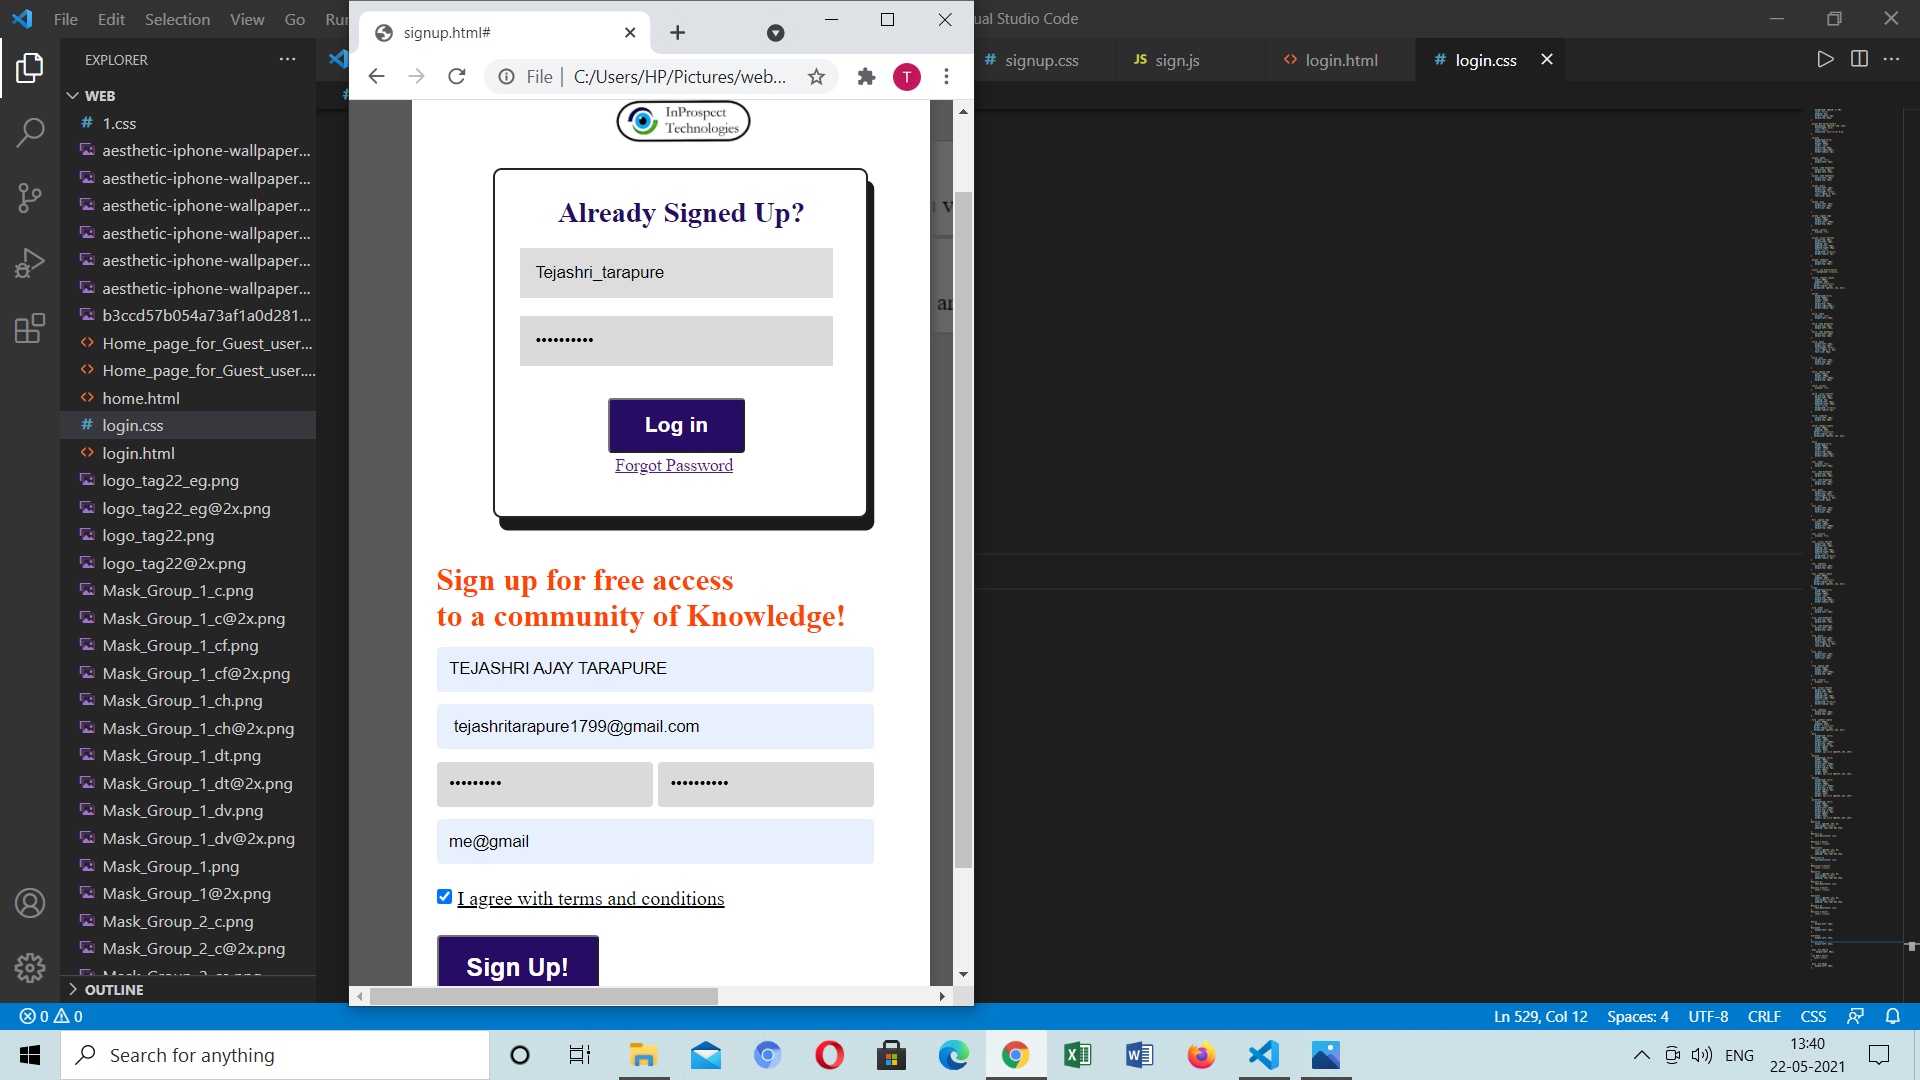 File Edit Selection View Go Run
ual Studio Code
signup.html#
File C:/Users/HP/Pictures/web...
T
EXPLORER
signup.css
JS sign.js
login.html
login.css
WEB
1.css
aesthetic-iphone-wallpaper...
aesthetic-iphone-wallpaper...
aesthetic-iphone-wallpaper...
aesthetic-iphone-wallpaper...
aesthetic-iphone-wallpaper...
aesthetic-iphone-wallpaper...
b3ccd57b054a73af1a0d281...
Home_page_for_Guest_user...
Home_page_for_Guest_user....
home.html
login.css
login.html
logo_tag22_eg.png
logo_tag22_eg@2x.png
logo_tag22.png
logo_tag22@2x.png
Mask_Group_1_c.png
Mask_Group_1_c@2x.png
Mask_Group_1_cf.png
Mask_Group_1_cf@2x.png
Mask_Group_1_ch.png
Mask_Group_1_ch@2x.png
Mask_Group_1_dt.png
Mask_Group_1_dt@2x.png
Mask_Group_1_dv.png
Mask_Group_1_dv@2x.png
Mask_Group_1.png
Mask_Group_1@2x.png
Mask_Group_2_c.png
Mask_Group_2_c@2x.png
OUTLINE
InProspect
Technologies
Already Signed Up?
Tejashri_tarapure
••••••••••
Log in
Forgot Password
Sign up for free access
to a community of Knowledge!
TEJASHRI AJAY TARAPURE
tejashritarapure1799@gmail.com
••••••••• ••••••••••
me@gmail
I agree with terms and conditions
Sign Up!
0 0
Ln 529, Col 12 Spaces: 4 UTF-8 CRLF CSS
Search for anything
ENG
13:40
22-05-2021